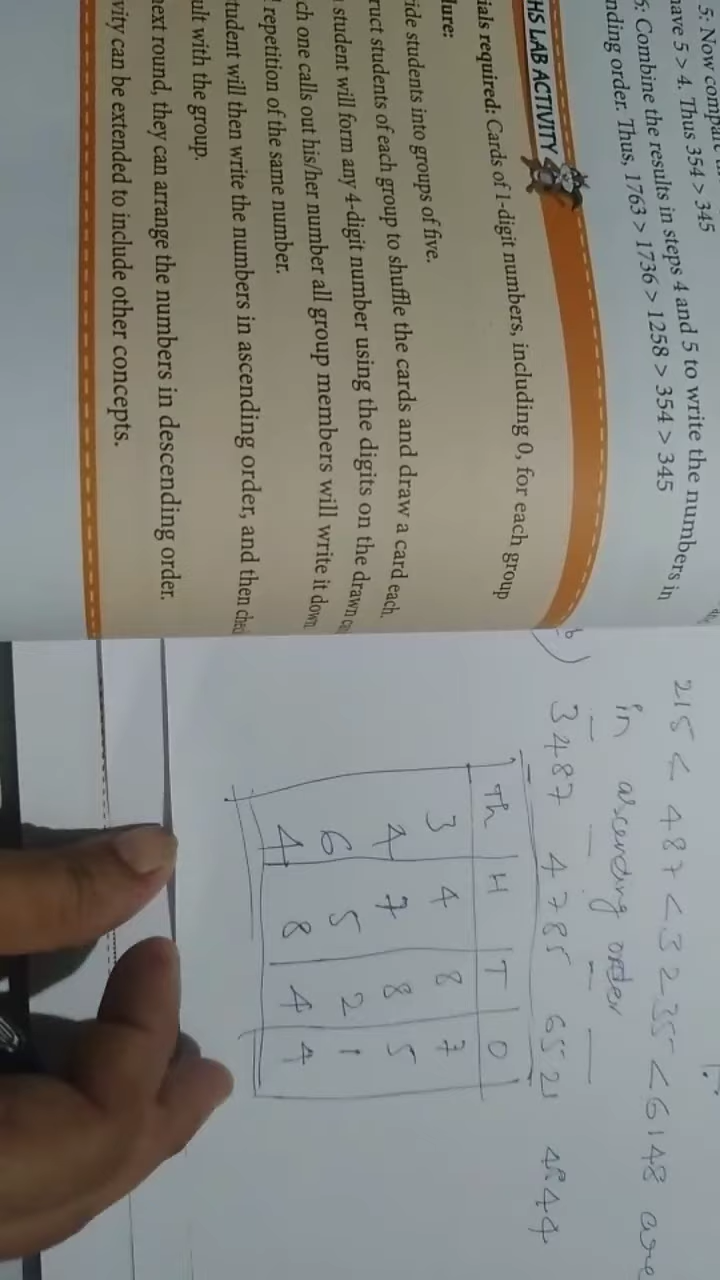 5: Now compare
have 5 > 4. Thus 354 > 345
6: Combine the results in steps 4 and 5 to write the numbers in
nding order. Thus, 1763 > 1736 > 1258 > 354 > 345
HS LAB ACTIVITY
ials required: Cards of 1-digit numbers, including 0, for each group
dure:
ide students into groups of five.
ruct students of each group to shuffle the cards and draw a card each.
student will form any 4-digit number using the digits on the drawn ca
ch one calls out his/her number all group members will write it down
repetition of the same number.
tudent will then write the numbers in ascending order, and then chec
ult with the group.
next round, they can arrange the numbers in descending order.
vity can be extended to include other concepts.
215 < 487 < 3235 < 6148 are
in ascending order
b) 3487 4785 6521 4844
Th H T O
3 4 8 7
4 7 8 5
6 5 2 1
4 8 4 4